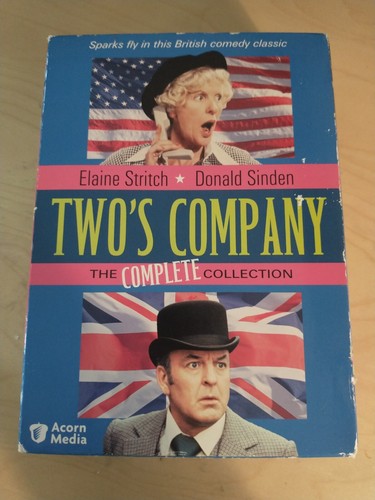 Sparks fly in this British comedy classic
Elaine Stritch ★ Donald Sinden
TWO'S COMPANY
THE COMPLETE COLLECTION
Acorn
Media